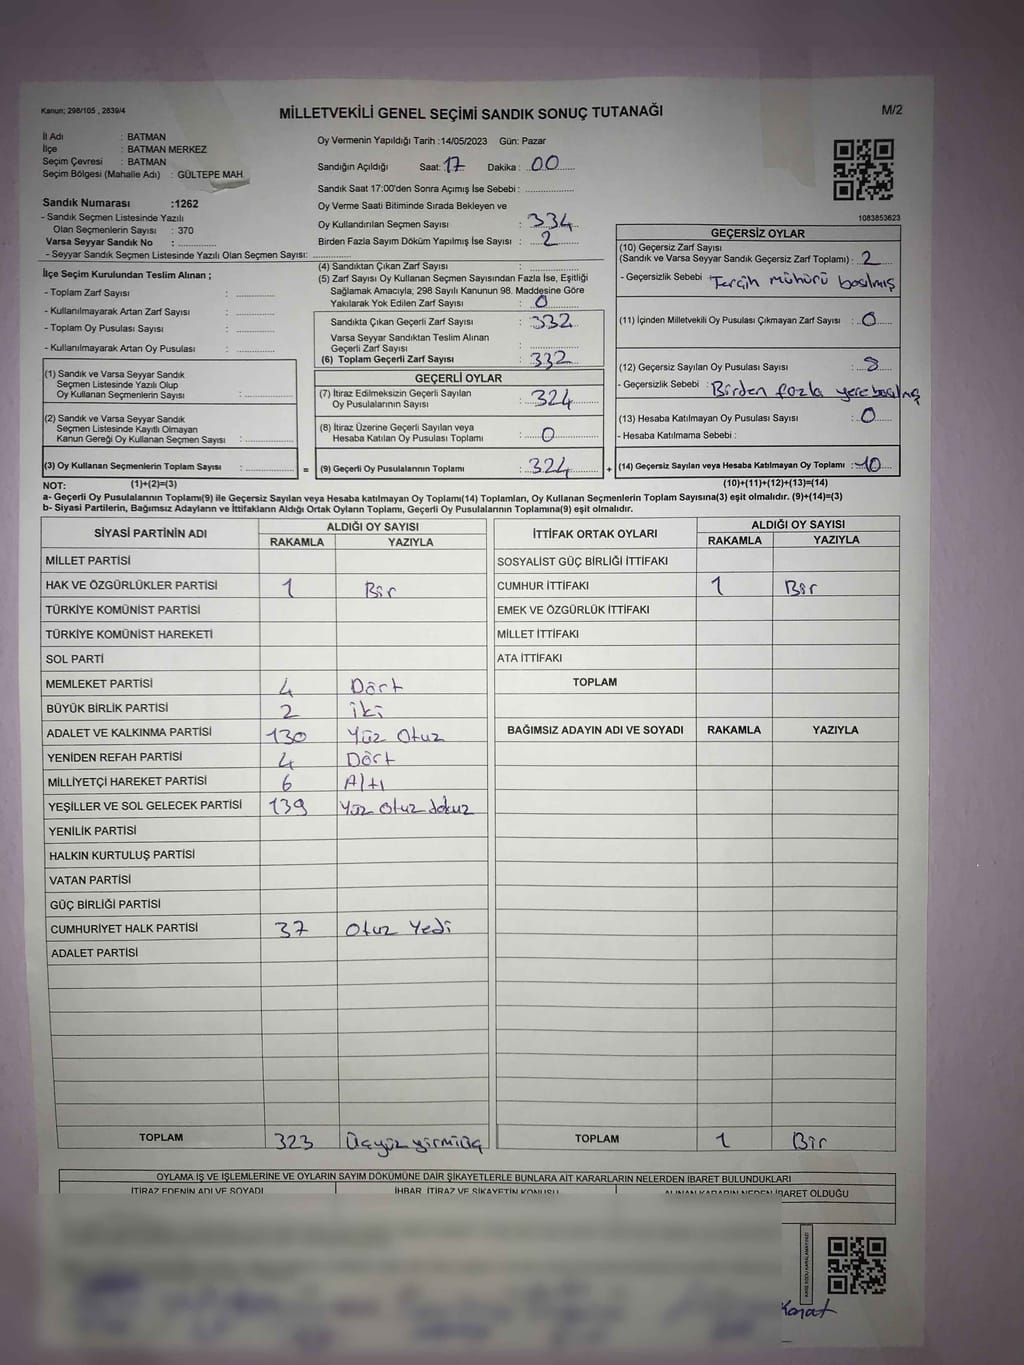 Kanun; 298/105 , 2839/4
MİLLETVEKİLİ GENEL SEÇİMİ SANDIK SONUÇ TUTANAĞI
M/2
İl Adı : BATMAN
İlçe : BATMAN MERKEZ
Seçim Çevresi : BATMAN
Seçim Bölgesi (Mahalle Adı) : GÜLTEPE MAH.
Sandık Numarası :1262
- Sandık Seçmen Listesinde Yazılı
Olan Seçmenlerin Sayısı : 370
Varsa Seyyar Sandık No :
- Seyyar Sandık Seçmen Listesinde Yazılı Olan Seçmen Sayısı:
Oy Vermenin Yapıldığı Tarih :14/05/2023 Gün: Pazar
Sandığın Açıldığı Saat: 17 Dakika : 00
Sandık Saat 17:00'den Sonra Açımış İse Sebebi :
Oy Verme Saati Bitiminde Sırada Bekleyen ve
Oy Kullandırılan Seçmen Sayısı : 334
Birden Fazla Sayım Döküm Yapılmış İse Sayısı : 2
1083853623
İlçe Seçim Kurulundan Teslim Alınan ;
- Toplam Zarf Sayısı :
- Kullanılmayarak Artan Zarf Sayısı :
- Toplam Oy Pusulası Sayısı :
- Kullanılmayarak Artan Oy Pusulası :
(1) Sandık ve Varsa Seyyar Sandık
Seçmen Listesinde Yazılı Olup
Oy Kullanan Seçmenlerin Sayısı :
(2) Sandık ve Varsa Seyyar Sandık
Seçmen Listesinde Kayıtlı Olmayan
Kanun Gereği Oy Kullanan Seçmen Sayısı :
(3) Oy Kullanan Seçmenlerin Toplam Sayısı : =
(4) Sandıktan Çıkan Zarf Sayısı :
(5) Zarf Sayısı Oy Kullanan Seçmen Sayısından Fazla İse, Eşitliği
Sağlamak Amacıyla, 298 Sayılı Kanunun 98. Maddesine Göre
Yakılarak Yok Edilen Zarf Sayısı : 0
Sandıkta Çıkan Geçerli Zarf Sayısı : 332
Varsa Seyyar Sandıktan Teslim Alınan
Geçerli Zarf Sayısı :
(6) Toplam Geçerli Zarf Sayısı : 332
GEÇERLİ OYLAR
(7) İtiraz Edilmeksizin Geçerli Sayılan
Oy Pusulalarının Sayısı : 324
(8) İtiraz Üzerine Geçerli Sayılan veya
Hesaba Katılan Oy Pusulası Toplamı : 0
(9) Geçerli Oy Pusulalarının Toplamı : 324 +
GEÇERSİZ OYLAR
(10) Geçersiz Zarf Sayısı
(Sandık ve Varsa Seyyar Sandık Geçersiz Zarf Toplamı) : 2
- Geçersizlik Sebebi : Tercih mühürü basılmış
(11) İçinden Milletvekili Oy Pusulası Çıkmayan Zarf Sayısı : 0
(12) Geçersiz Sayılan Oy Pusulası Sayısı : 8
- Geçersizlik Sebebi : Birden fazla yere basılmış
(13) Hesaba Katılmayan Oy Pusulası Sayısı : 0
- Hesaba Katılmama Sebebi :
(14) Geçersiz Sayılan veya Hesaba Katılmayan Oy Toplamı : 10
NOT: (1)+(2)=(3) (10)+(11)+(12)+(13)=(14)
a- Geçerli Oy Pusulalarının Toplamı(9) ile Geçersiz Sayılan veya Hesaba katılmayan Oy Toplamı(14) Toplamları, Oy Kullanan Seçmenlerin Toplam Sayısına(3) eşit olmalıdır. (9)+(14)=(3)
b- Siyasi Partilerin, Bağımsız Adayların ve İttifakların Aldığı Ortak Oyların Toplamı, Geçerli Oy Pusulalarının Toplamına(9) eşit olmalıdır.
SİYASİ PARTİNİN ADI ALDIĞI OY SAYISI
RAKAMLA YAZIYLA
MİLLET PARTİSİ
HAK VE ÖZGÜRLÜKLER PARTİSİ 1 Bir
TÜRKİYE KOMÜNİST PARTİSİ
TÜRKİYE KOMÜNİST HAREKETİ
SOL PARTİ
MEMLEKET PARTİSİ 4 Dört
BÜYÜK BİRLİK PARTİSİ 2 iki
ADALET VE KALKINMA PARTİSİ 130 Yüz Otuz
YENİDEN REFAH PARTİSİ 4 Dört
MİLLİYETÇİ HAREKET PARTİSİ 6 Altı
YEŞİLLER VE SOL GELECEK PARTİSİ 139 Yüz Otuz dokuz
YENİLİK PARTİSİ
HALKIN KURTULUŞ PARTİSİ
VATAN PARTİSİ
GÜÇ BİRLİĞİ PARTİSİ
CUMHURİYET HALK PARTİSİ 37 Otuz Yedi
ADALET PARTİSİ
TOPLAM 323 Üçyüz yirmiüç
İTTİFAK ORTAK OYLARI ALDIĞI OY SAYISI
RAKAMLA YAZIYLA
SOSYALİST GÜÇ BİRLİĞİ İTTİFAKI
CUMHUR İTTİFAKI 1 Bir
EMEK VE ÖZGÜRLÜK İTTİFAKI
MİLLET İTTİFAKI
ATA İTTİFAKI
TOPLAM
BAĞIMSIZ ADAYIN ADI VE SOYADI RAKAMLA YAZIYLA
TOPLAM 1 Bir
OYLAMA İŞ VE İŞLEMLERİNE VE OYLARIN SAYIM DÖKÜMÜNE DAİR ŞİKAYETLERLE BUNLARA AİT KARARLARIN NELERDEN İBARET BULUNDUKLARI
İTİRAZ EDENİN ADI VE SOYADI İHBAR, İTİRAZ VE ŞİKAYETİN KONUSU ALINAN KARARIN NEDEN İBARET OLDUĞU